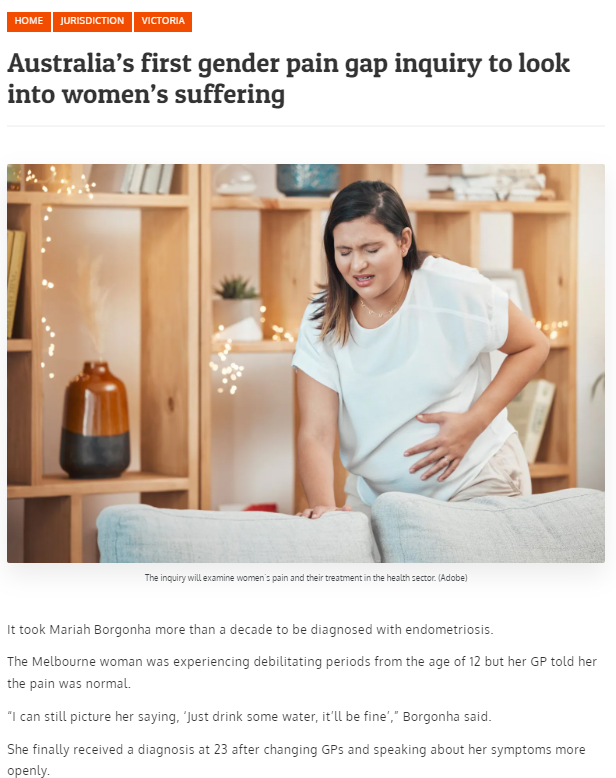 HOME JURISDICTION VICTORIA
Australia’s first gender pain gap inquiry to look
into women’s suffering
The inquiry will examine women's pain and their treatment in the health sector. (Adobe)
It took Mariah Borgonha more than a decade to be diagnosed with endometriosis.
The Melbourne woman was experiencing debilitating periods from the age of 12 but her GP told her
the pain was normal.
“I can still picture her saying, ‘Just drink some water, it’ll be fine’,” Borgonha said.
She finally received a diagnosis at 23 after changing GPs and speaking about her symptoms more
openly.